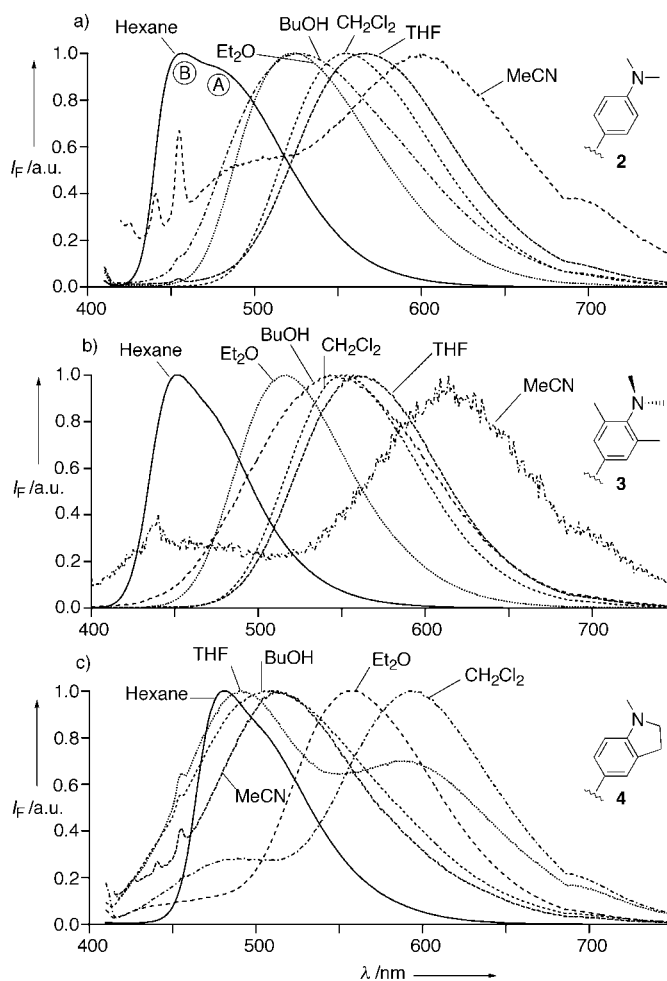 a)
Hexane
Et2O
BuOH
CH2Cl2
THF
MeCN
B
A
N
2
1.0
0.8
0.6
IF /a.u.
0.4
0.2
0.0
400 500 600 700
b)
Hexane
Et2O
BuOH
CH2Cl2
THF
MeCN
N
3
1.0
0.8
0.6
IF /a.u.
0.4
0.2
0.0
400 500 600 700
c)
Hexane
THF
BuOH
Et2O
CH2Cl2
MeCN
N
4
1.0
0.8
0.6
IF /a.u.
0.4
0.2
0.0
400 500 600 700
λ /nm